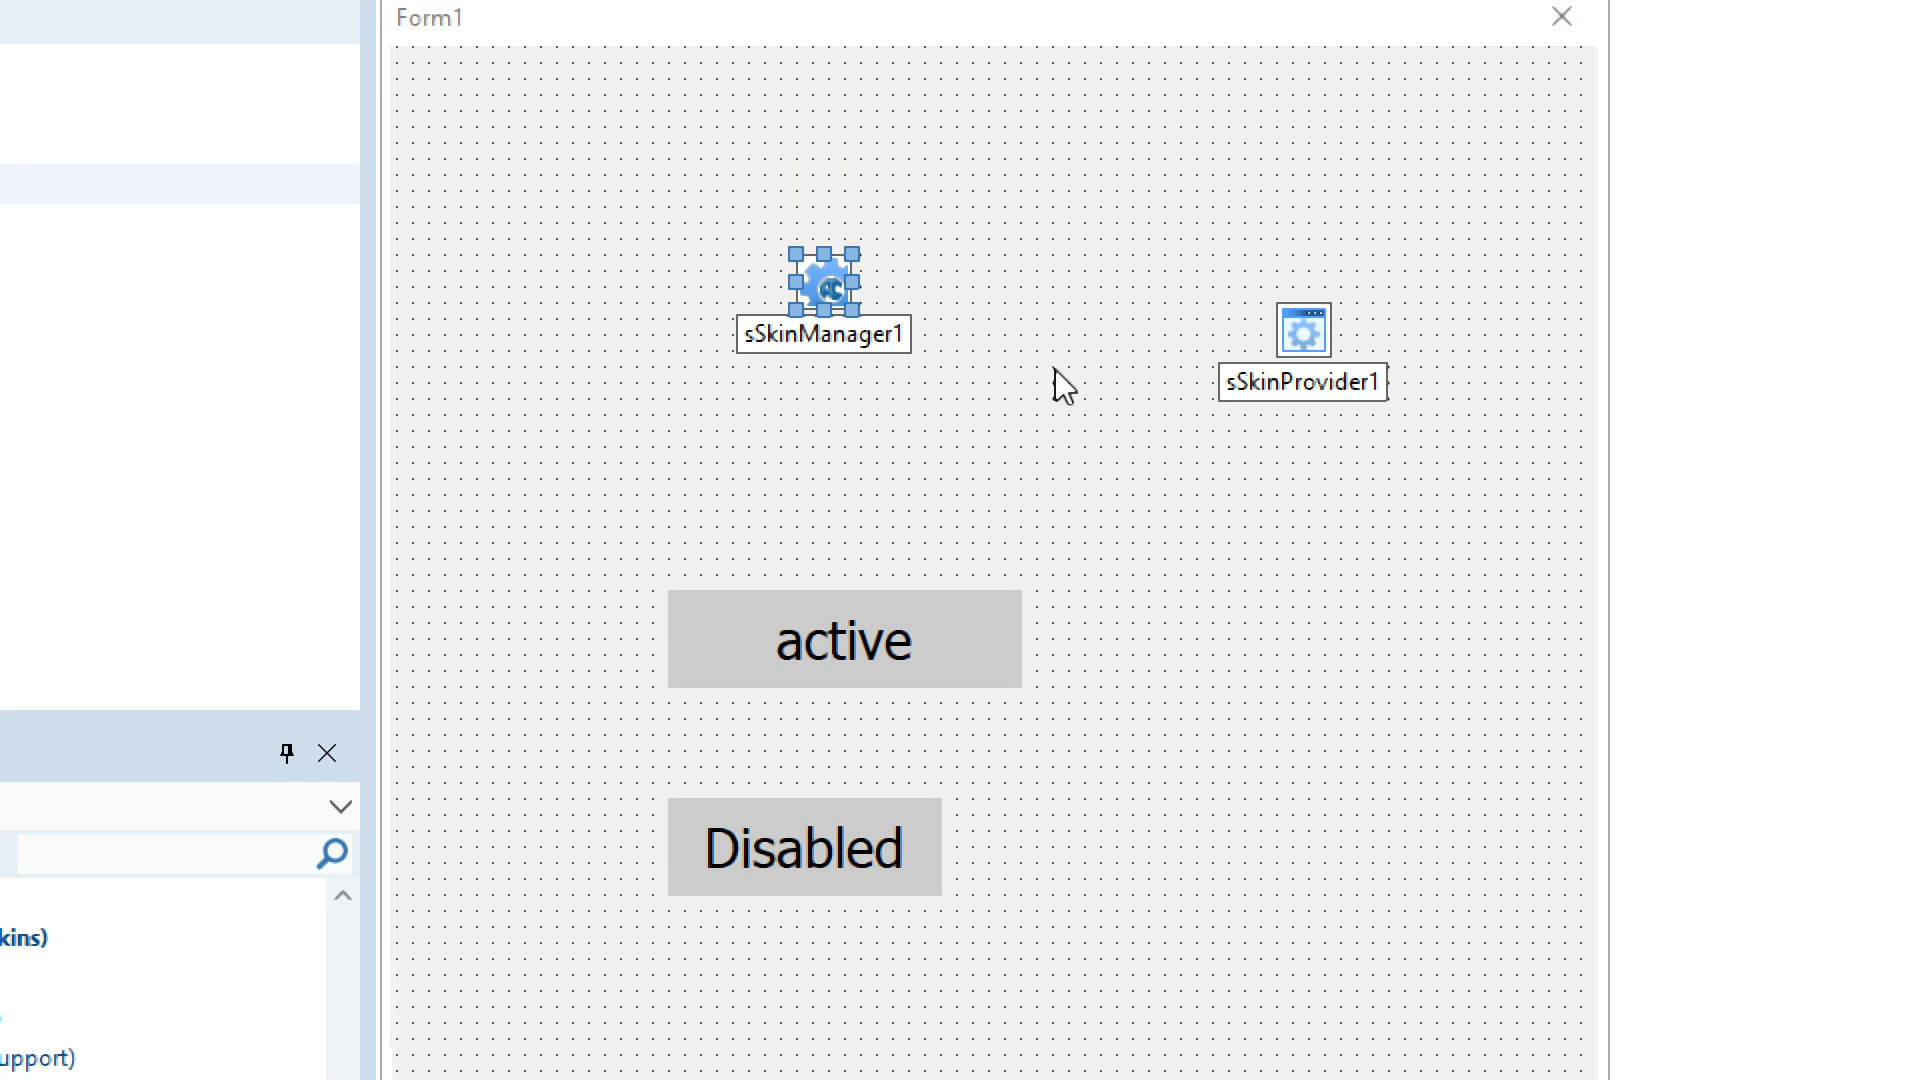 Form1
sSkinManager1
sSkinProvider1
active
Disabled
kins)
upport)